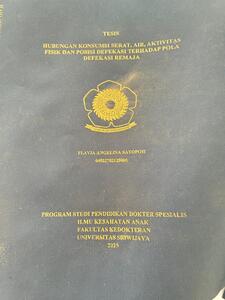 TESIS
HUBUNGAN KONSUMSI SERAT, AIR, AKTIVITAS
FISIK DAN POSISI DEFEKASI TERHADAP POLA
DEFEKASI REMAJA
FLAVIA ANGELINA SATOPOH
PROGRAM STUDI PENDIDIKAN DOKTER SPESIALIS
ILMU KESEHATAN ANAK
FAKULTAS KEDOKTERAN
UNIVERSITAS SRIWIJAYA
2025